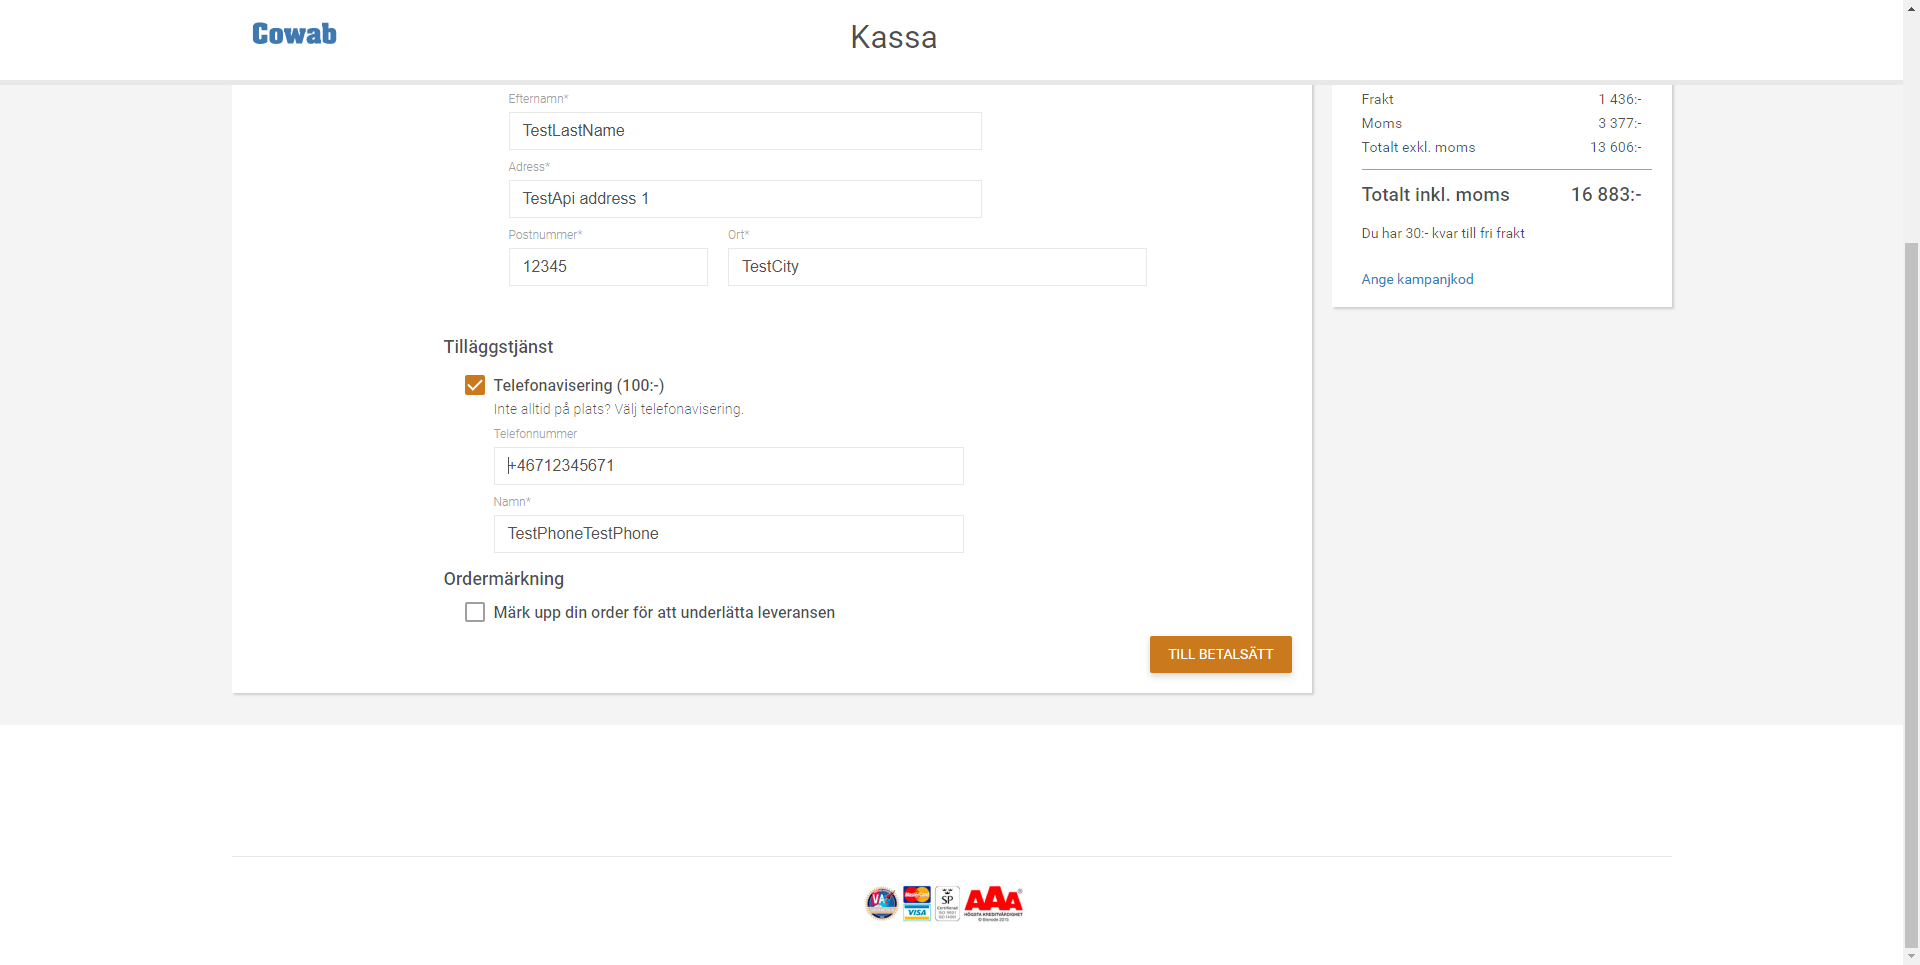 Cowab
Kassa
Efternamn*
TestLastName
Adress*
TestApi address 1
Postnummer*
Ort*
12345
TestCity
Tilläggstjänst
Telefonavisering (100:-)
Inte alltid på plats? Välj telefonavisering.
Telefonnummer
+46712345671
Namn*
TestPhoneTestPhone
Ordermärkning
Märk upp din order för att underlätta leveransen
TILL BETALSÄTT
Frakt 1 436:-
Moms 3 377:-
Totalt exkl. moms 13 606:-
Totalt inkl. moms 16 883:-
Du har 30:- kvar till fri frakt
Ange kampanjkod
MasterCard
VISA
SP
AAA
HÖGSTA KREDITVÄRDIGHET